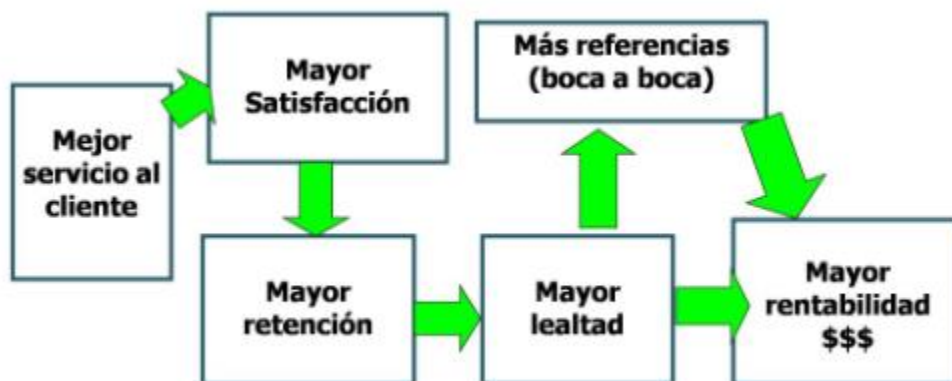 Mejor
servicio al
cliente
Mayor
Satisfacción
Mayor
retención
Mayor
lealtad
Más referencias
(boca a boca)
Mayor
rentabilidad
$$$